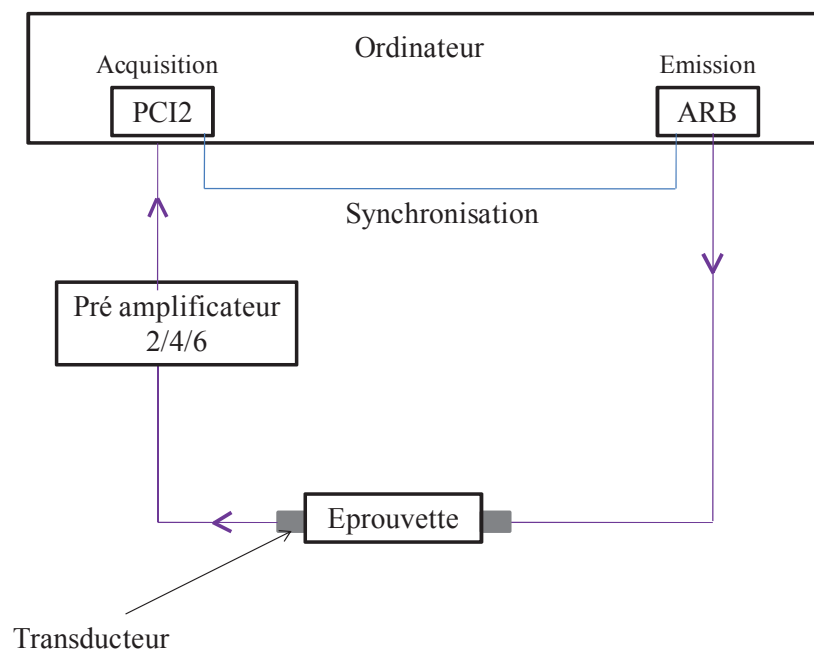 Ordinateur
Acquisition
Emission
PCI2
ARB
Synchronisation
Pré amplificateur
2/4/6
Eprouvette
Transducteur